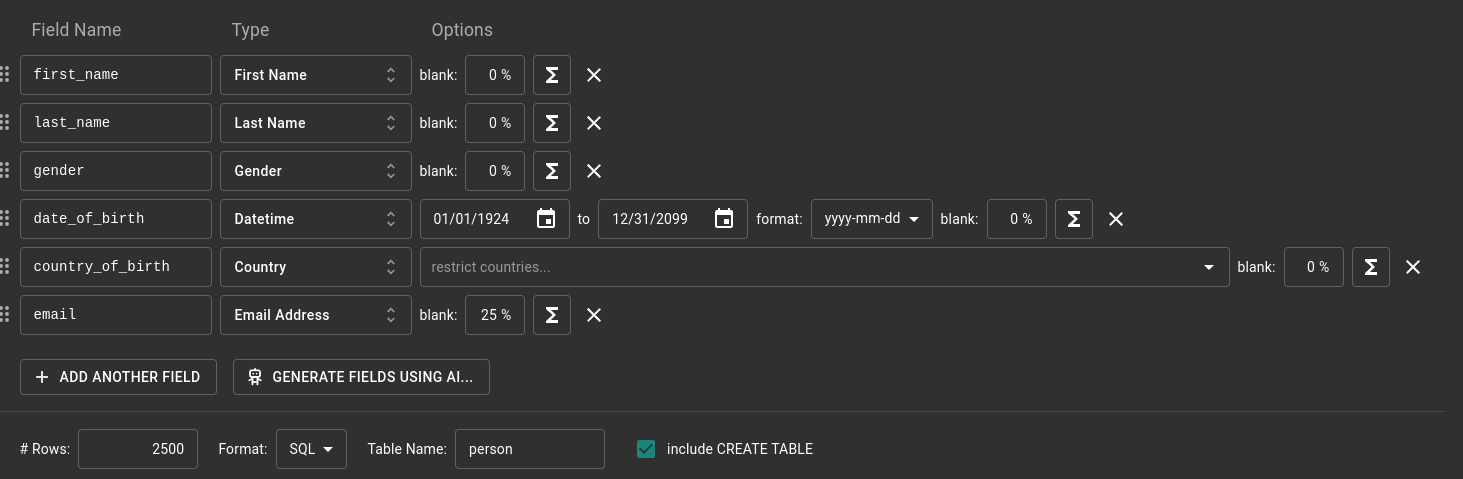 Field Name Type Options
first_name First Name blank: 0 % Σ
last_name Last Name blank: 0 % Σ
gender Gender blank: 0 % Σ
date_of_birth Datetime 01/01/1924 to 12/31/2099 format: yyyy-mm-dd blank: 0 % Σ
country_of_birth Country restrict countries... blank: 0 % Σ
email Email Address blank: 25 % Σ
ADD ANOTHER FIELD GENERATE FIELDS USING AI...
# Rows: 2500 Format: SQL Table Name: person include CREATE TABLE